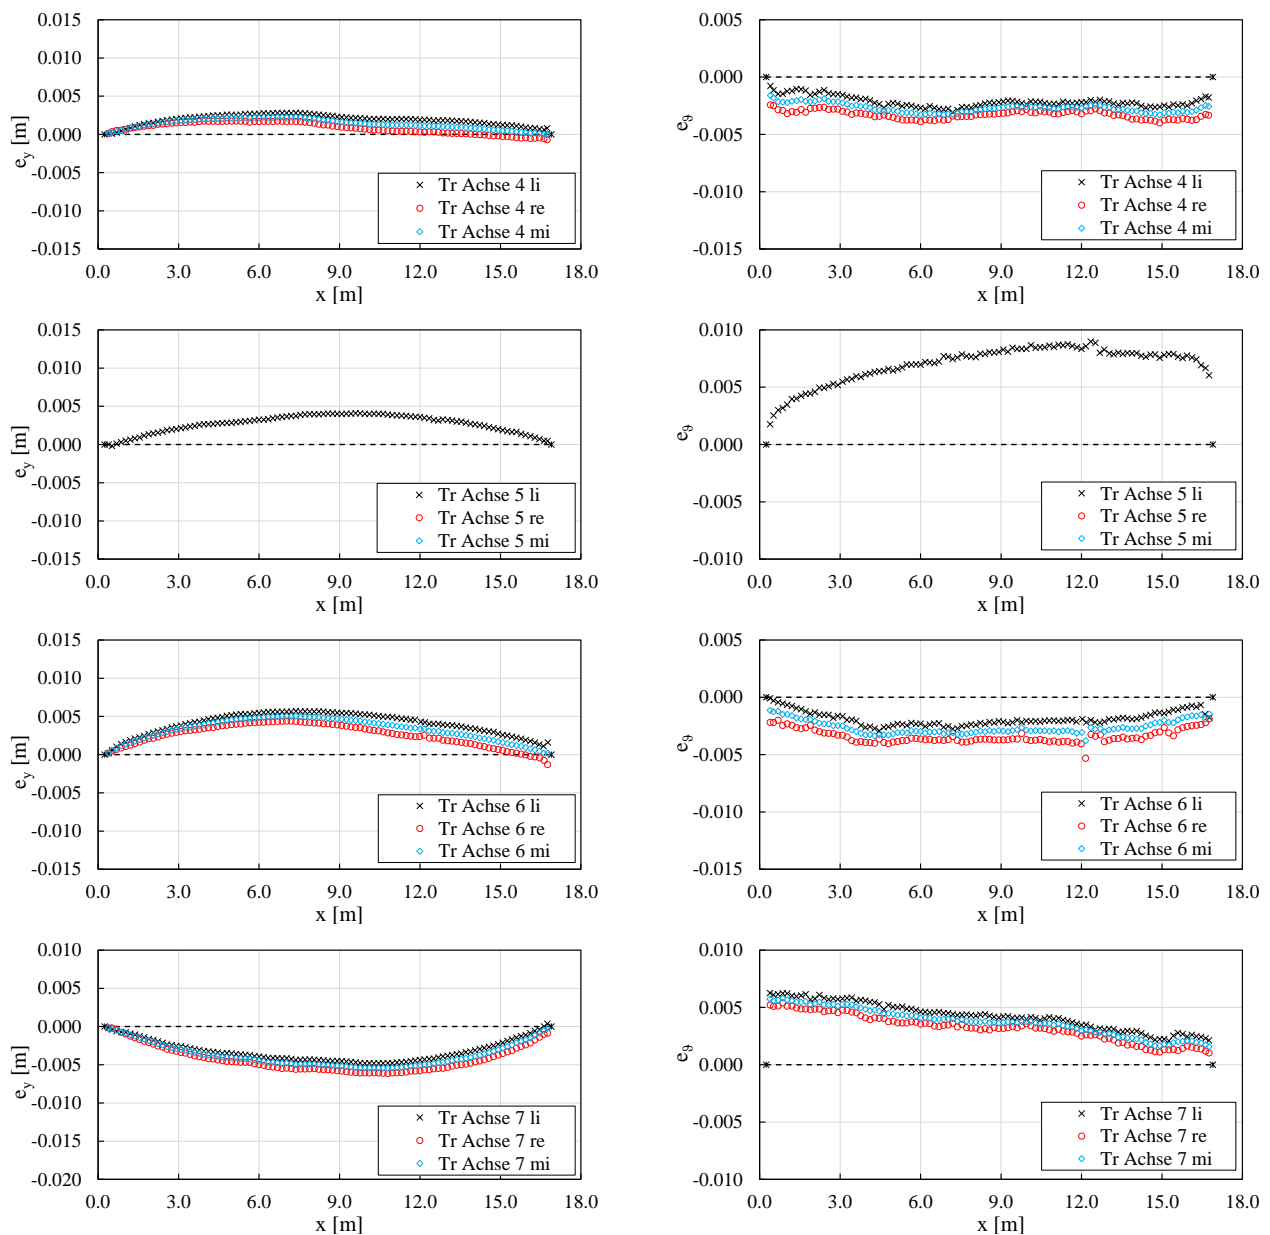 0.015
0.010
0.005
0.000
-0.005
-0.010
-0.015
e_y [m]
0.0 3.0 6.0 9.0 12.0 15.0 18.0
x [m]
Tr Achse 4 li
Tr Achse 4 re
Tr Achse 4 mi
0.005
0.000
-0.005
-0.010
-0.015
e_ϑ
0.0 3.0 6.0 9.0 12.0 15.0 18.0
x [m]
Tr Achse 4 li
Tr Achse 4 re
Tr Achse 4 mi
0.015
0.010
0.005
0.000
-0.005
-0.010
-0.015
e_y [m]
0.0 3.0 6.0 9.0 12.0 15.0 18.0
x [m]
Tr Achse 5 li
Tr Achse 5 re
Tr Achse 5 mi
0.010
0.005
0.000
-0.005
-0.010
e_ϑ
0.0 3.0 6.0 9.0 12.0 15.0 18.0
x [m]
Tr Achse 5 li
Tr Achse 5 re
Tr Achse 5 mi
0.015
0.010
0.005
0.000
-0.005
-0.010
-0.015
e_y [m]
0.0 3.0 6.0 9.0 12.0 15.0 18.0
x [m]
Tr Achse 6 li
Tr Achse 6 re
Tr Achse 6 mi
0.005
0.000
-0.005
-0.010
-0.015
e_ϑ
0.0 3.0 6.0 9.0 12.0 15.0 18.0
x [m]
Tr Achse 6 li
Tr Achse 6 re
Tr Achse 6 mi
0.010
0.005
0.000
-0.005
-0.010
-0.015
-0.020
e_y [m]
0.0 3.0 6.0 9.0 12.0 15.0 18.0
x [m]
Tr Achse 7 li
Tr Achse 7 re
Tr Achse 7 mi
0.010
0.005
0.000
-0.005
-0.010
e_ϑ
0.0 3.0 6.0 9.0 12.0 15.0 18.0
x [m]
Tr Achse 7 li
Tr Achse 7 re
Tr Achse 7 mi